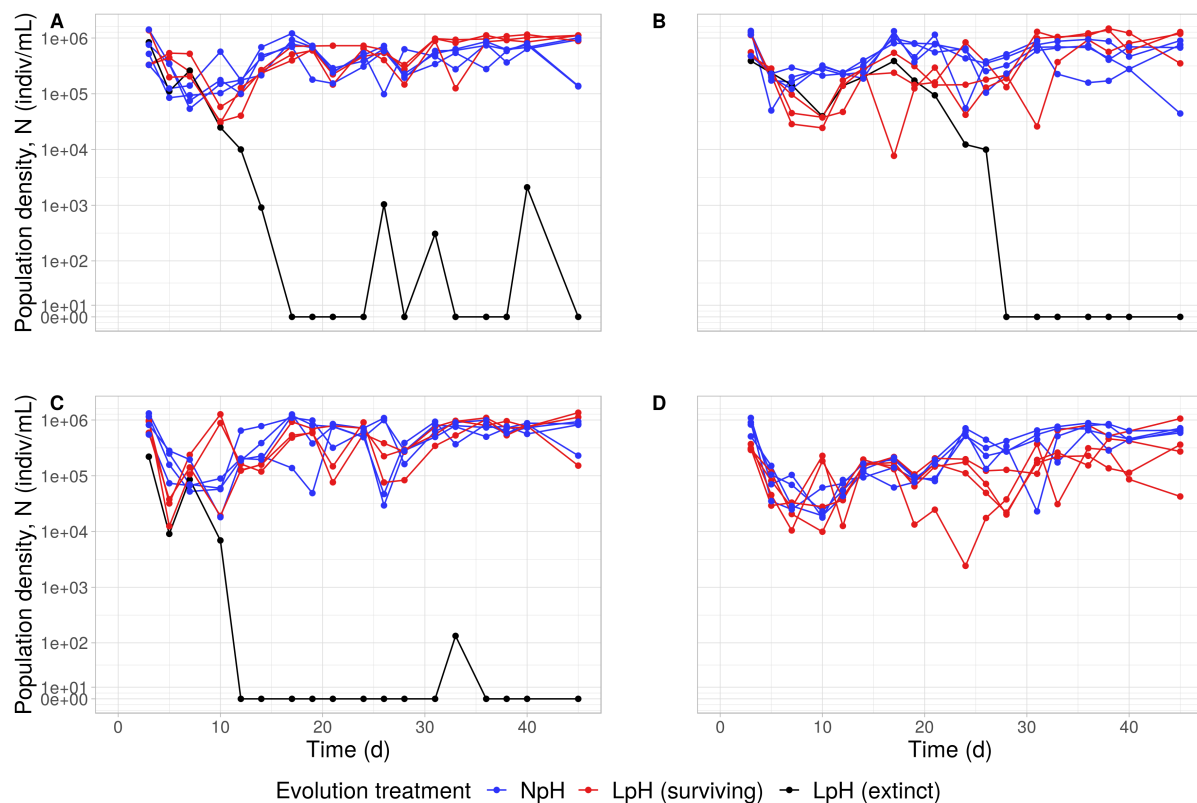 A
B
Population density, N (indiv/mL)
1e+06
1e+05
1e+04
1e+03
1e+02
1e+01
0e+00
C
D
Population density, N (indiv/mL)
1e+06
1e+05
1e+04
1e+03
1e+02
1e+01
0e+00
0 10 20 30 40
0 10 20 30 40
Time (d)
Time (d)
Evolution treatment NpH LpH (surviving) LpH (extinct)